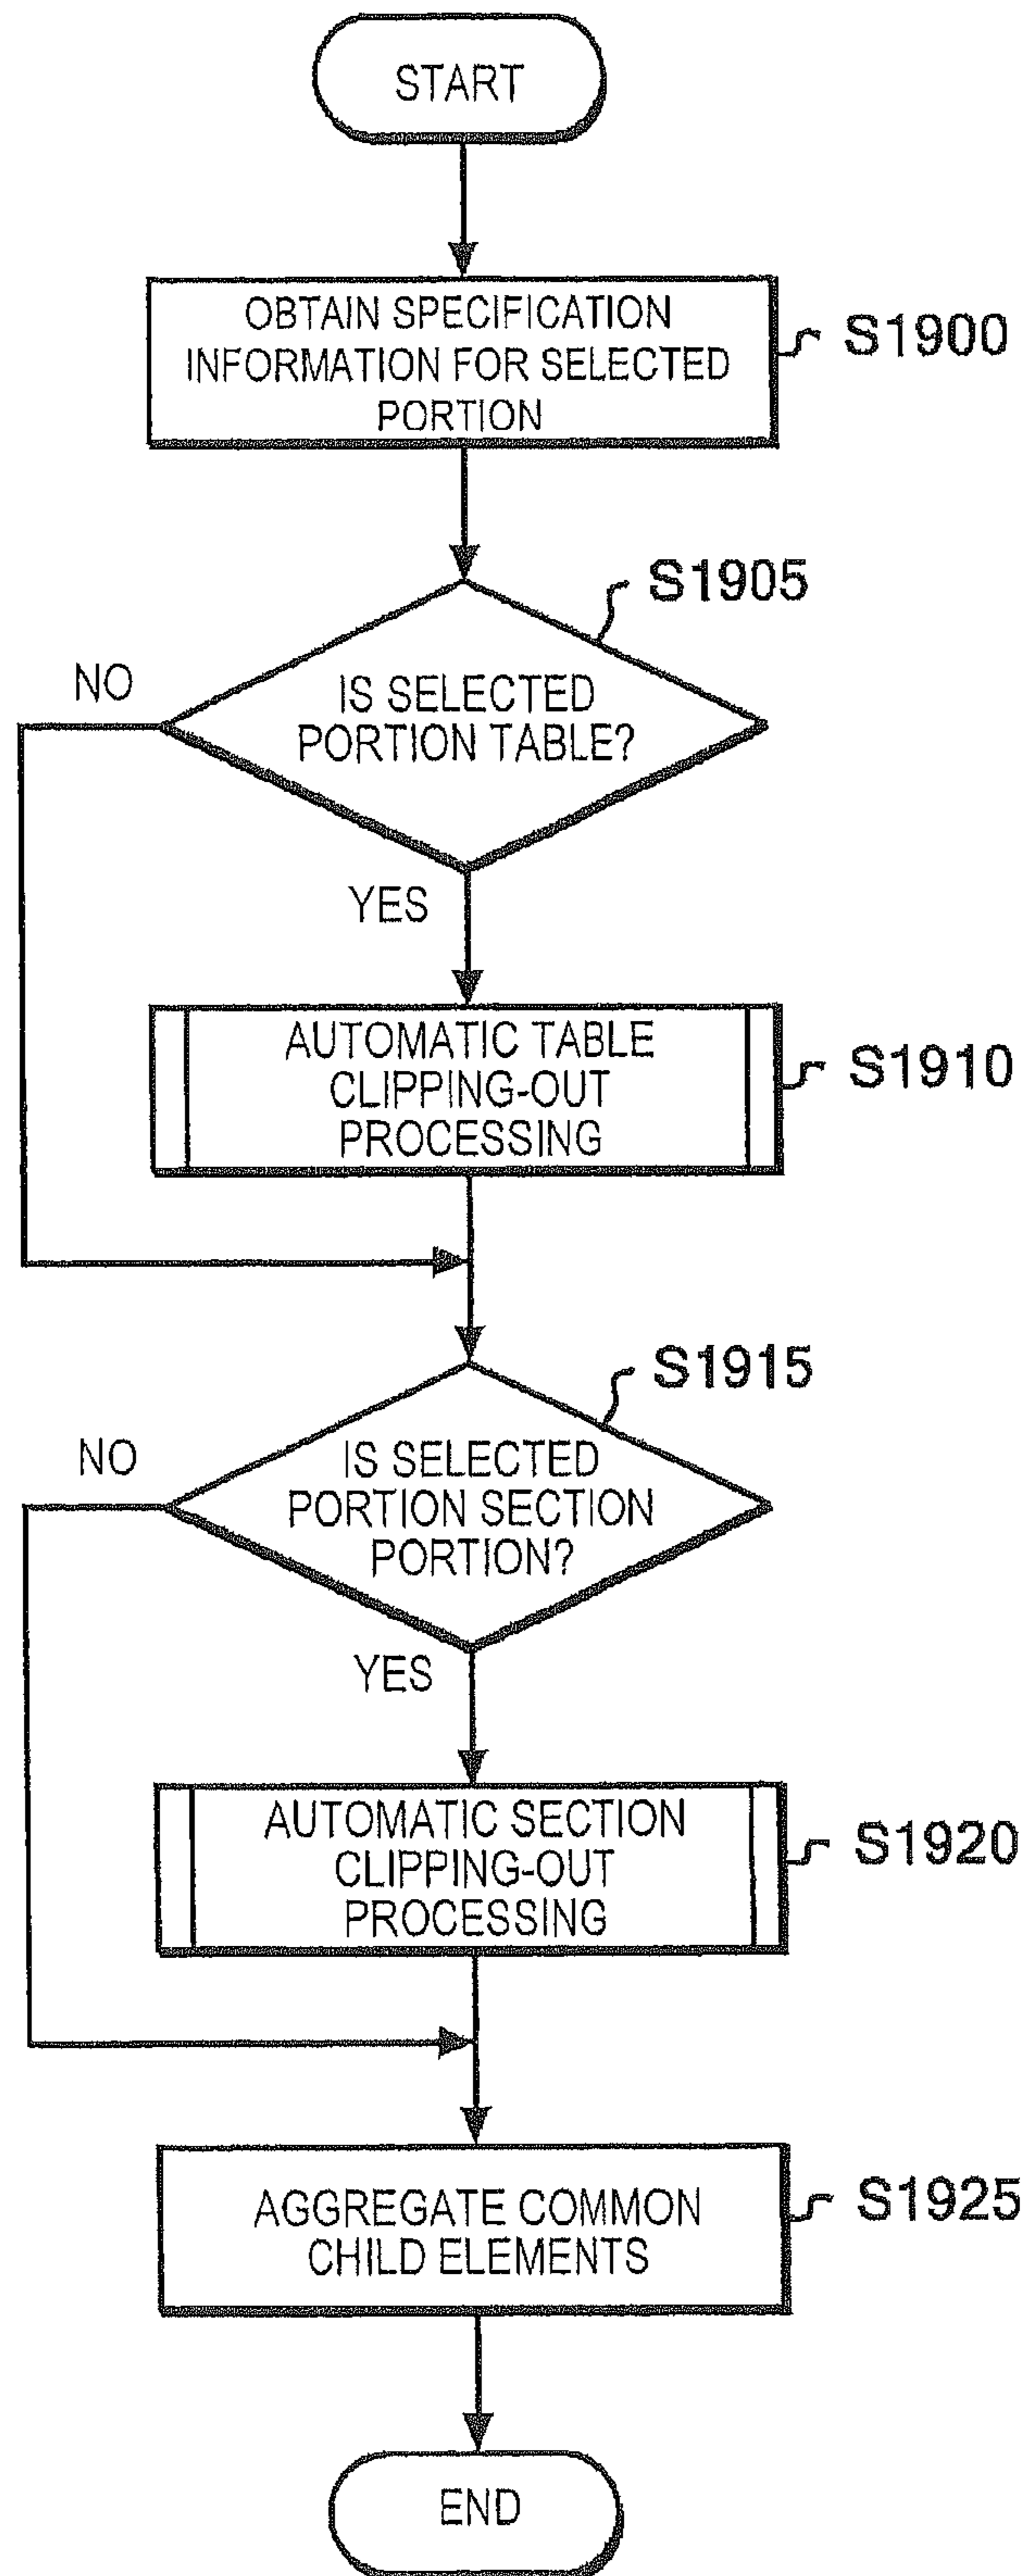 START
OBTAIN SPECIFICATION
INFORMATION FOR SELECTED
PORTION
S1900
S1905
NO
IS SELECTED
PORTION TABLE?
YES
AUTOMATIC TABLE
CLIPPING-OUT
PROCESSING
S1910
S1915
NO
IS SELECTED
PORTION SECTION
PORTION?
YES
AUTOMATIC SECTION
CLIPPING-OUT
PROCESSING
S1920
AGGREGATE COMMON
CHILD ELEMENTS
S1925
END